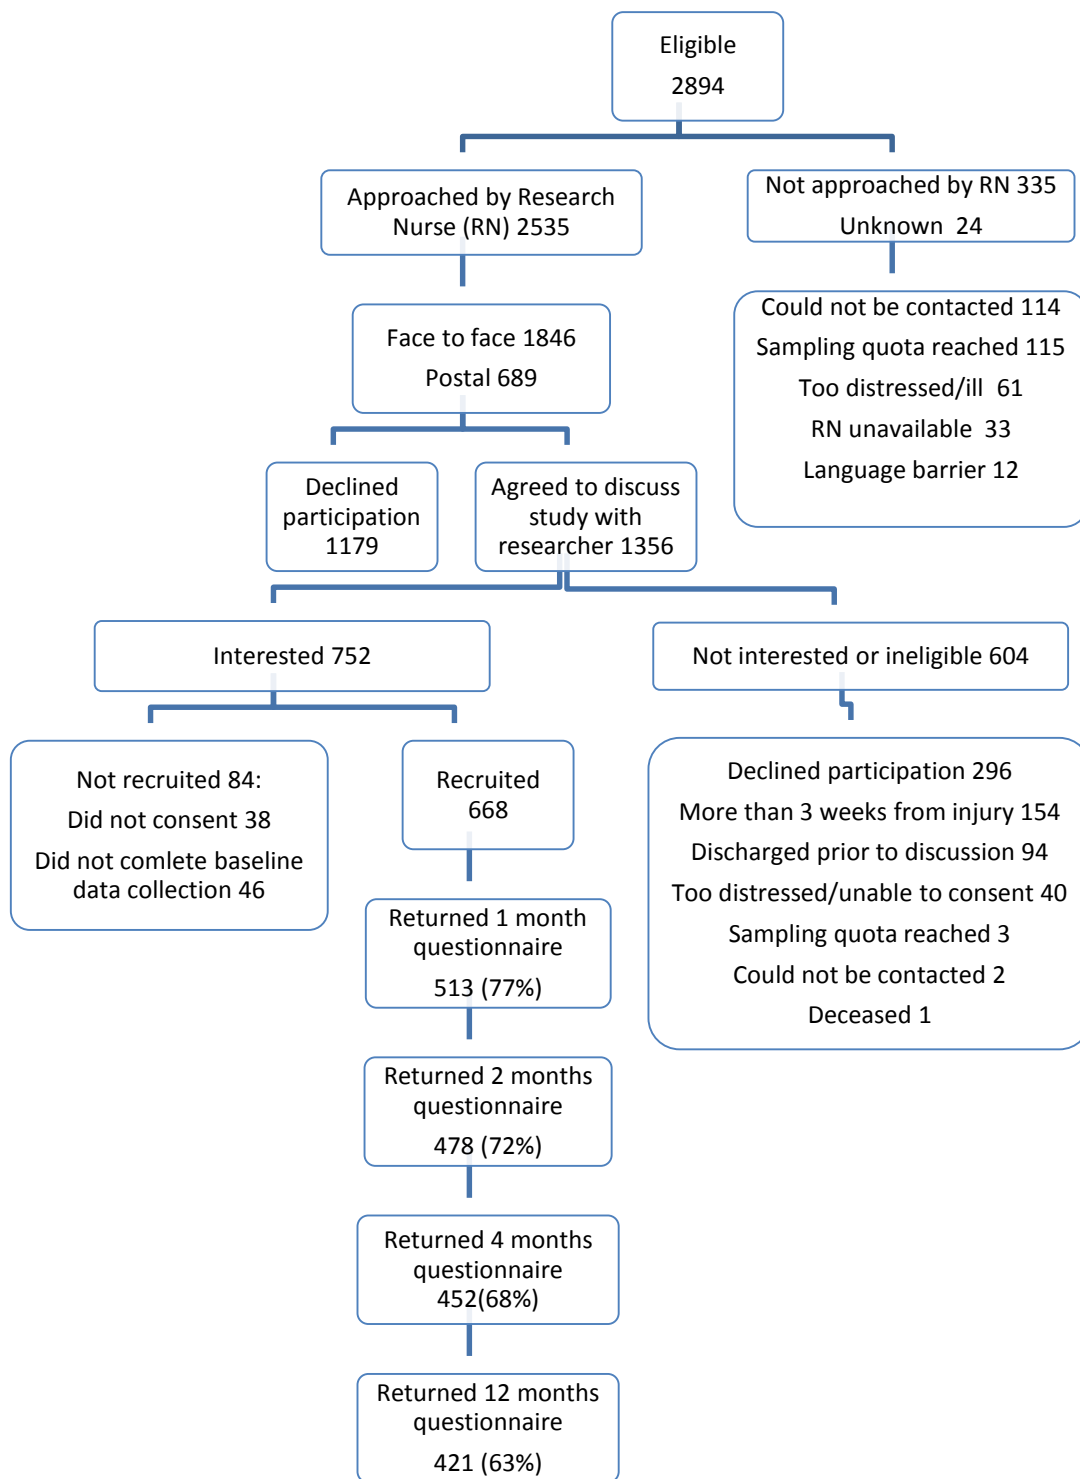 Eligible
2894
Approached by Research
Nurse (RN) 2535
Not approached by RN 335
Unknown  24
Could not be contacted 114
Sampling quota reached 115
Too distressed/ill  61
RN unavailable  33
Language barrier 12
Face to face 1846
Postal 689
Declined
participation
1179
Agreed to discuss
study with
researcher 1356
Interested 752
Not interested or ineligible 604
Not recruited 84:
Did not consent 38
Did not comlete baseline
data collection 46
Recruited
668
Declined participation 296
More than 3 weeks from injury 154
Discharged prior to discussion 94
Too distressed/unable to consent 40
Sampling quota reached 3
Could not be contacted 2
Deceased 1
Returned 1 month
questionnaire
513 (77%)
Returned 2 months
questionnaire
478 (72%)
Returned 4 months
questionnaire
452(68%)
Returned 12 months
questionnaire
421 (63%)